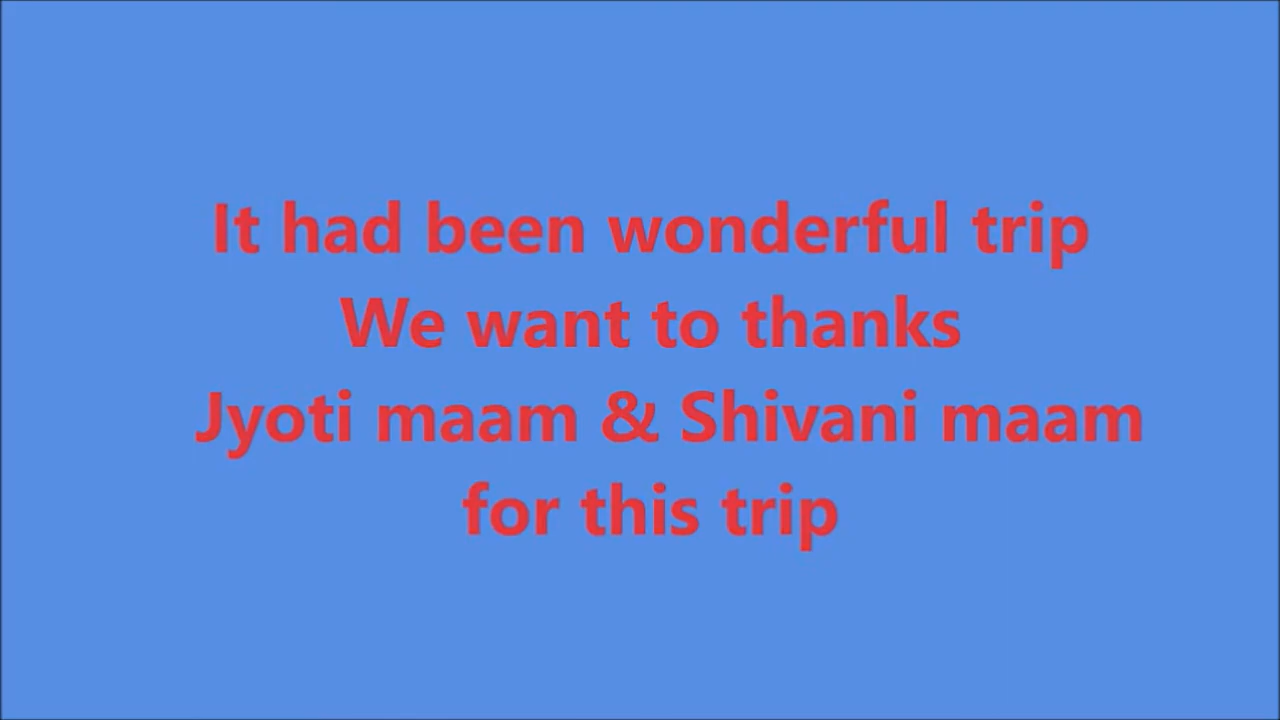 It had been wonderful trip
We want to thanks
Jyoti maam & Shivani maam
for this trip